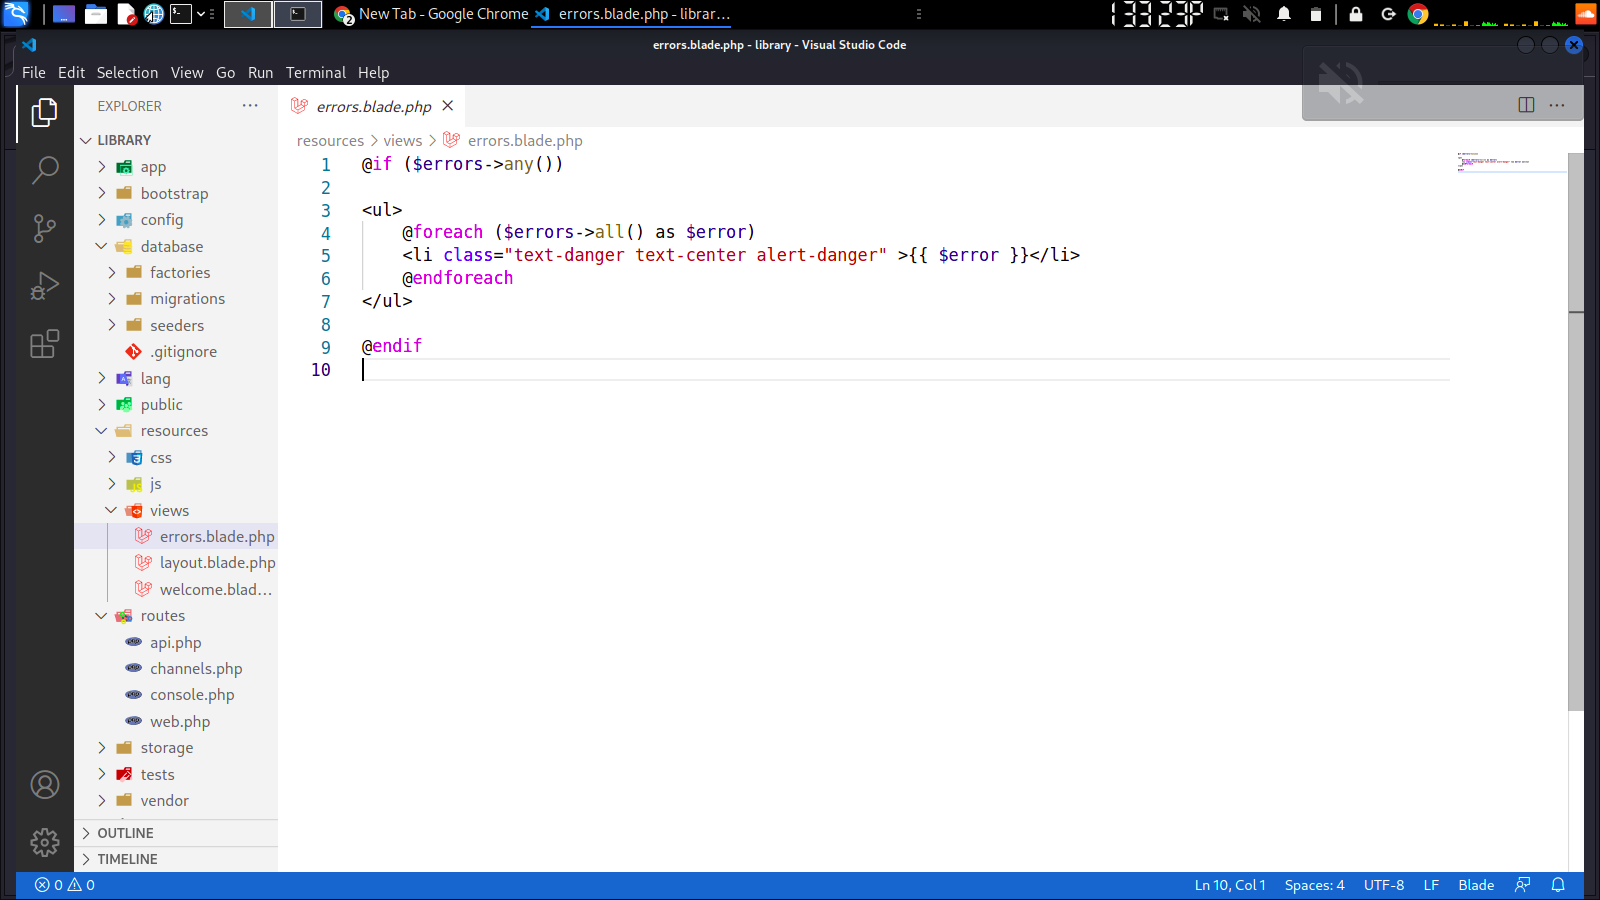 New Tab - Google Chrome
errors.blade.php - librar...
13323P
errors.blade.php - library - Visual Studio Code
File Edit Selection View Go Run Terminal Help
EXPLORER
errors.blade.php
LIBRARY
resources > views > errors.blade.php
app
bootstrap
config
database
factories
migrations
seeders
.gitignore
lang
public
resources
css
js
views
errors.blade.php
layout.blade.php
welcome.blad...
routes
api.php
channels.php
console.php
web.php
storage
tests
vendor
OUTLINE
TIMELINE
1 @if ($errors->any())
2
3 <ul>
4 @foreach ($errors->all() as $error)
5 <li class="text-danger text-center alert-danger" >{{ $error }}</li>
6 @endforeach
7 </ul>
8
9 @endif
10
0 0
Ln 10, Col 1 Spaces: 4 UTF-8 LF Blade